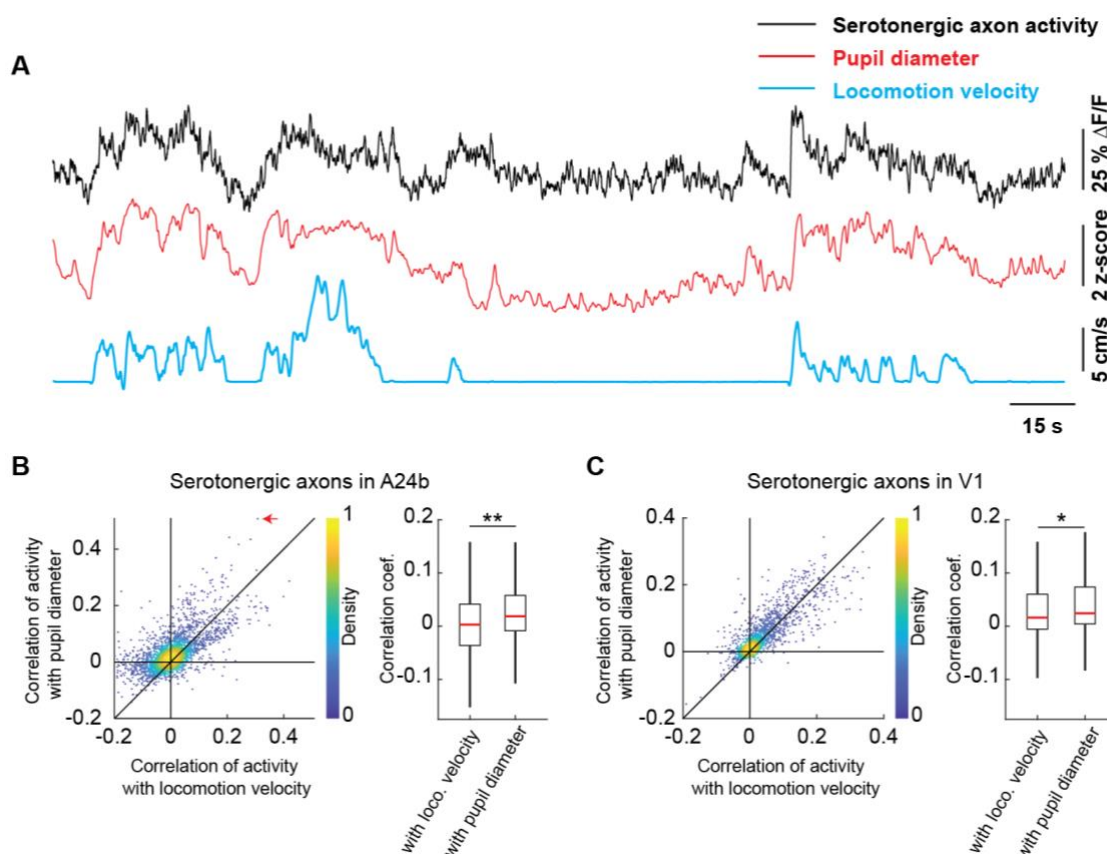 Serotonergic axon activity
Pupil diameter
Locomotion velocity
A
25 % ΔF/F
2 z-score
5 cm/s
15 s
B
Serotonergic axons in A24b
Correlation of activity
with pupil diameter
0.4
0.2
0
-0.2
-0.2
0
0.2
0.4
Correlation of activity
with locomotion velocity
1
Density
0
**
Correlation coef.
0.2
0.1
0
-0.1
with loco. velocity
with pupil diameter
C
Serotonergic axons in V1
Correlation of activity
with pupil diameter
0.4
0.2
0
-0.2
-0.2
0
0.2
0.4
Correlation of activity
with locomotion velocity
1
Density
0
*
Correlation coef.
0.2
0.1
0
-0.1
with loco. velocity
with pupil diameter